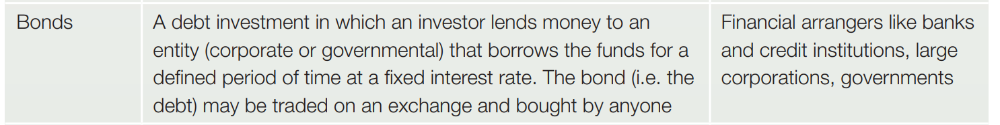 Bonds
A debt investment in which an investor lends money to an
entity (corporate or governmental) that borrows the funds for a
defined period of time at a fixed interest rate. The bond (i.e. the
debt) may be traded on an exchange and bought by anyone
Financial arrangers like banks
and credit institutions, large
corporations, governments